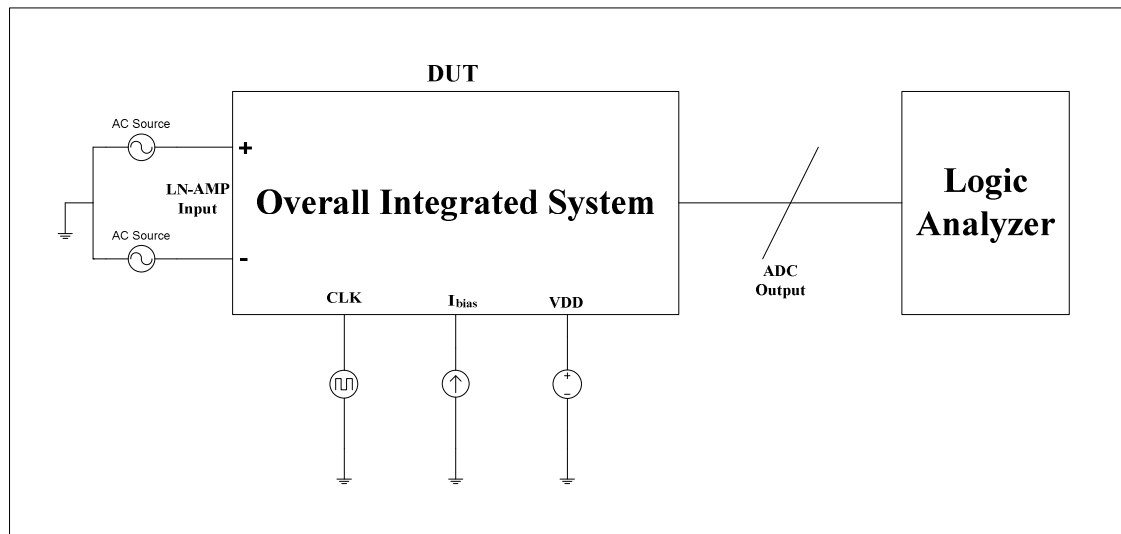 DUT
AC Source
+
LN-AMP
Input
AC Source
-
Overall Integrated System
CLK
Ibias
VDD
+
-
ADC
Output
Logic
Analyzer